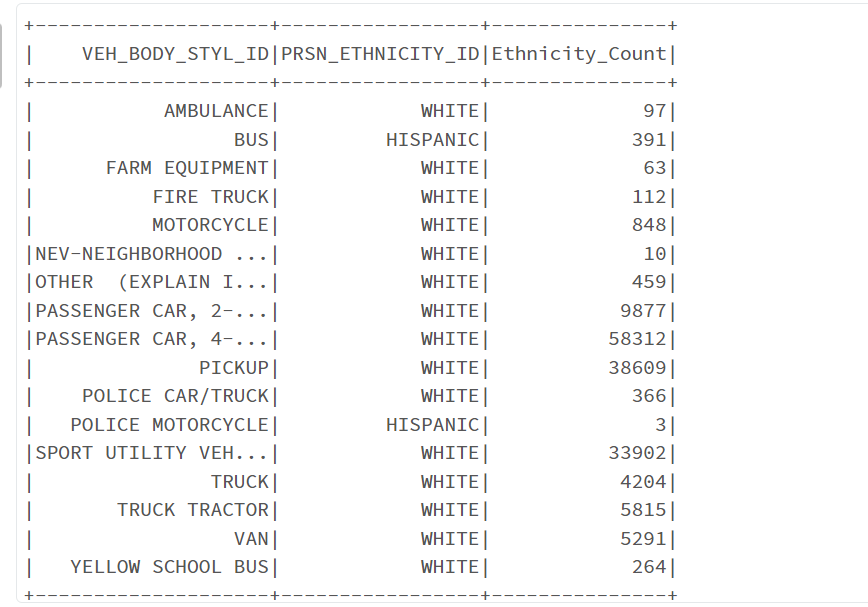 +--------------------+-----------------+---------------+
|    VEH_BODY_STYL_ID|PRSN_ETHNICITY_ID|Ethnicity_Count|
+--------------------+-----------------+---------------+
|           AMBULANCE|            WHITE|             97|
|                 BUS|         HISPANIC|            391|
|      FARM EQUIPMENT|            WHITE|             63|
|          FIRE TRUCK|            WHITE|            112|
|          MOTORCYCLE|            WHITE|            848|
|NEV-NEIGHBORHOOD ...|            WHITE|             10|
|OTHER  (EXPLAIN I...|            WHITE|            459|
|PASSENGER CAR, 2-...|            WHITE|           9877|
|PASSENGER CAR, 4-...|            WHITE|          58312|
|              PICKUP|            WHITE|          38609|
|    POLICE CAR/TRUCK|            WHITE|            366|
|   POLICE MOTORCYCLE|         HISPANIC|              3|
|SPORT UTILITY VEH...|            WHITE|          33902|
|               TRUCK|            WHITE|           4204|
|       TRUCK TRACTOR|            WHITE|           5815|
|                 VAN|            WHITE|           5291|
|   YELLOW SCHOOL BUS|            WHITE|            264|
+--------------------+-----------------+---------------+